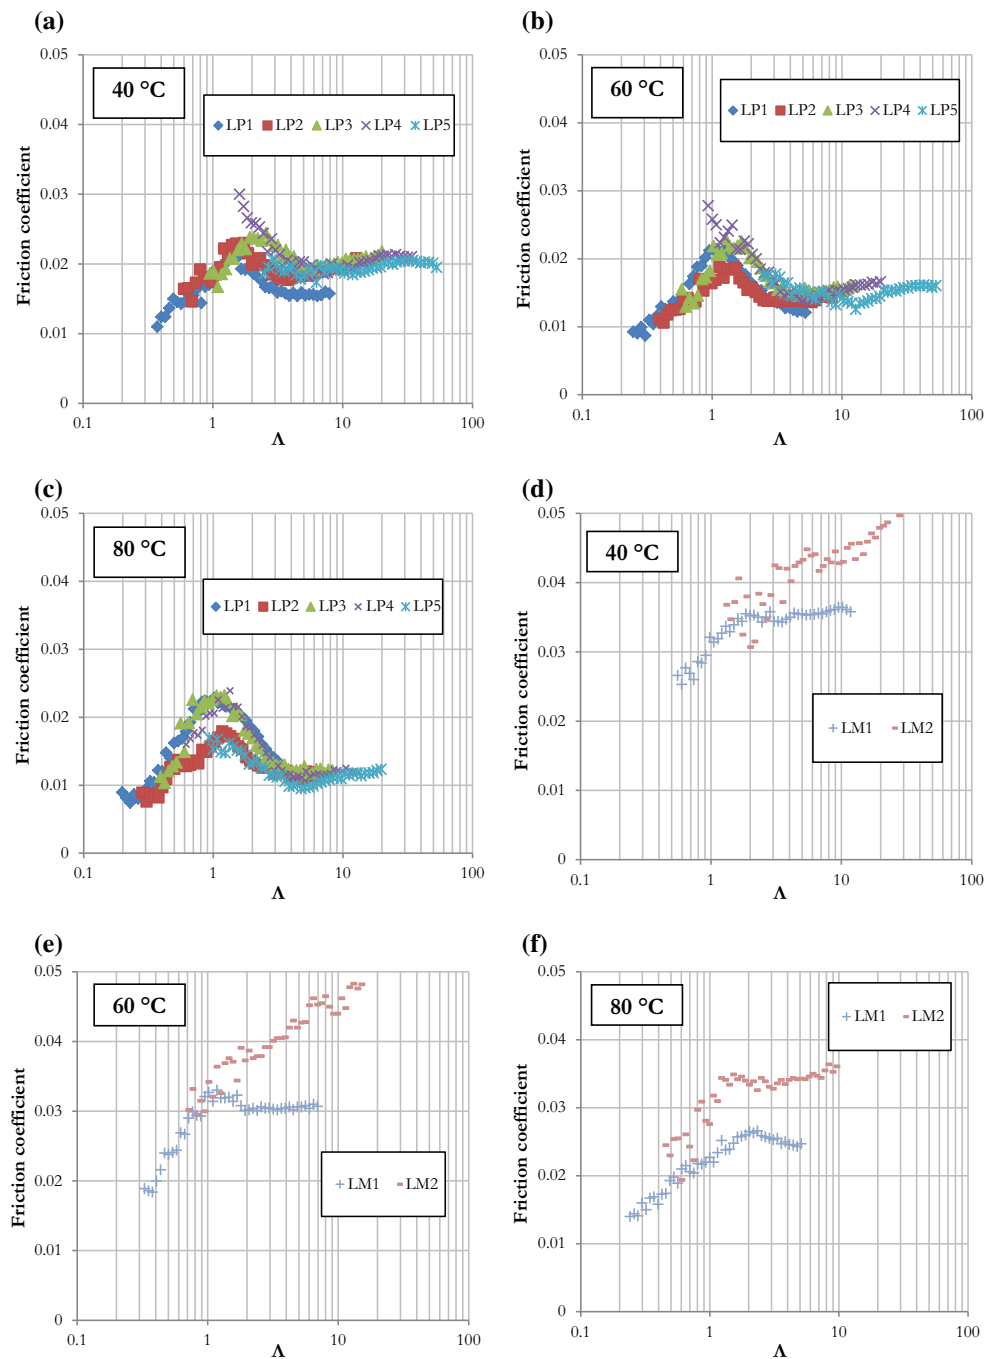 (a)
0.05
0.04
0.03
0.02
0.01
0
0.1
1
10
100
Friction coefficient
Λ
40 °C
LP1 LP2 LP3 LP4 LP5
(b)
0.05
0.04
0.03
0.02
0.01
0
0.1
1
10
100
Friction coefficient
Λ
60 °C
LP1 LP2 LP3 LP4 LP5
(c)
0.05
0.04
0.03
0.02
0.01
0
0.1
1
10
100
Friction coefficient
Λ
80 °C
LP1 LP2 LP3 LP4 LP5
(d)
0.05
0.04
0.03
0.02
0.01
0
0.1
1
10
100
Friction coefficient
Λ
40 °C
LM1 LM2
(e)
0.05
0.04
0.03
0.02
0.01
0
0.1
1
10
100
Friction coefficient
Λ
60 °C
LM1 LM2
(f)
0.05
0.04
0.03
0.02
0.01
0
0.1
1
10
100
Friction coefficient
Λ
80 °C
LM1 LM2